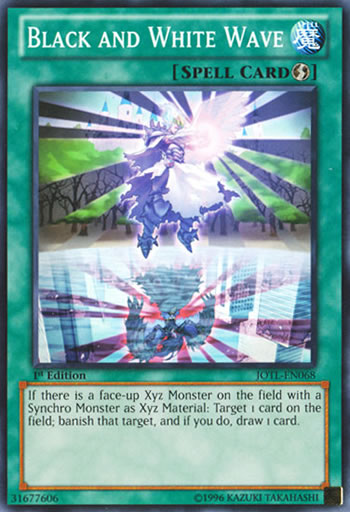 BLACK AND WHITE WAVE 魔
[SPELL CARD]
1st Edition
JOTL-EN068
If there is a face-up Xyz Monster on the field with a
Synchro Monster as Xyz Material: Target 1 card on the
field; banish that target, and if you do, draw 1 card.
31677606
©1996 KAZUKI TAKAHASHI